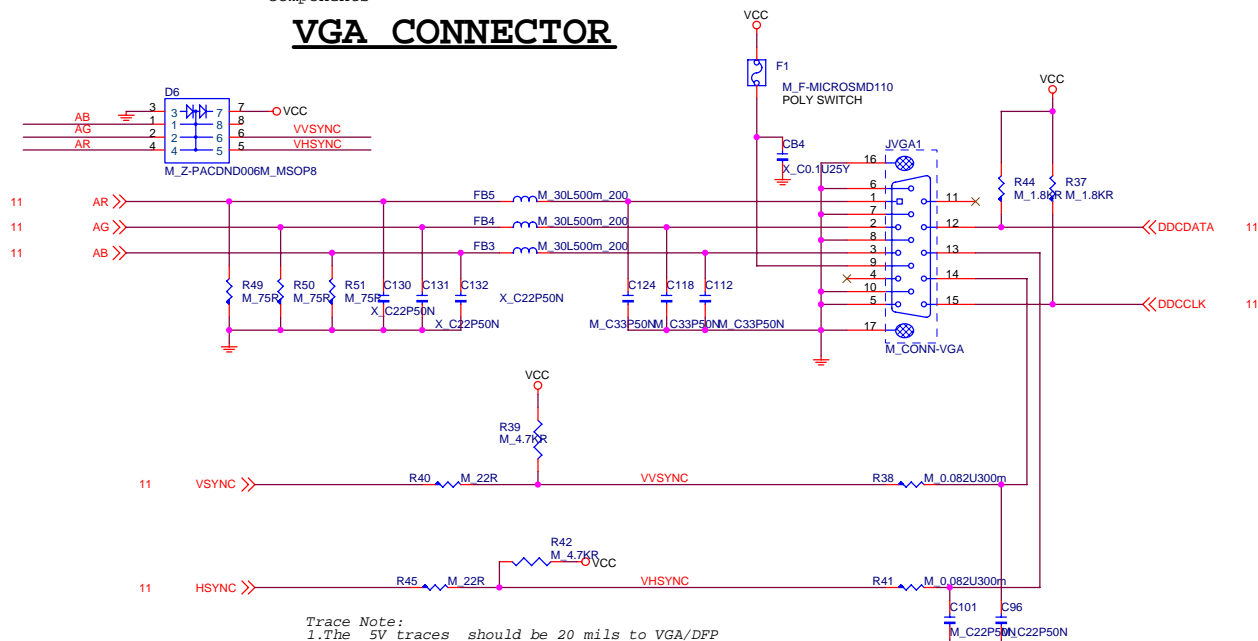 VGA CONNECTOR
VCC
F1
M_F-MICROSMD110
POLY SWITCH
D6
3 3 7 7 VCC
AB 1 1 8 8
AG 2 2 6 6 VVSYNC
AR 4 4 5 5 VHSYNC
M_Z-PACDND006M_MSOP8
CB4
X_C0.1U25Y
JVGA1
VCC
R44
M_1.8KR
R37
M_1.8KR
16
6
1
7
2
8
3
9
4
10
5
17
11
12
13
14
15
M_CONN-VGA
DDCDATA 11
DDCCLK 11
11 AR FB5 M_30L500m_200
11 AG FB4 M_30L500m_200
11 AB FB3 M_30L500m_200
R49
M_75R
R50
M_75R
R51
M_75R
C130
X_C22P50N
C131
X_C22P50N
C132
X_C22P50N
C124
M_C33P50N
C118
M_C33P50N
C112
M_C33P50N
VCC
R39
M_4.7KR
11 VSYNC R40 M_22R VVSYNC R38 M_0.082U300m
R42
M_4.7KR
VCC
11 HSYNC R45 M_22R VHSYNC R41 M_0.082U300m
C101
M_C22P50N
C96
M_C22P50N
Trace Note:
1.The 5V traces should be 20 mils to VGA/DFP